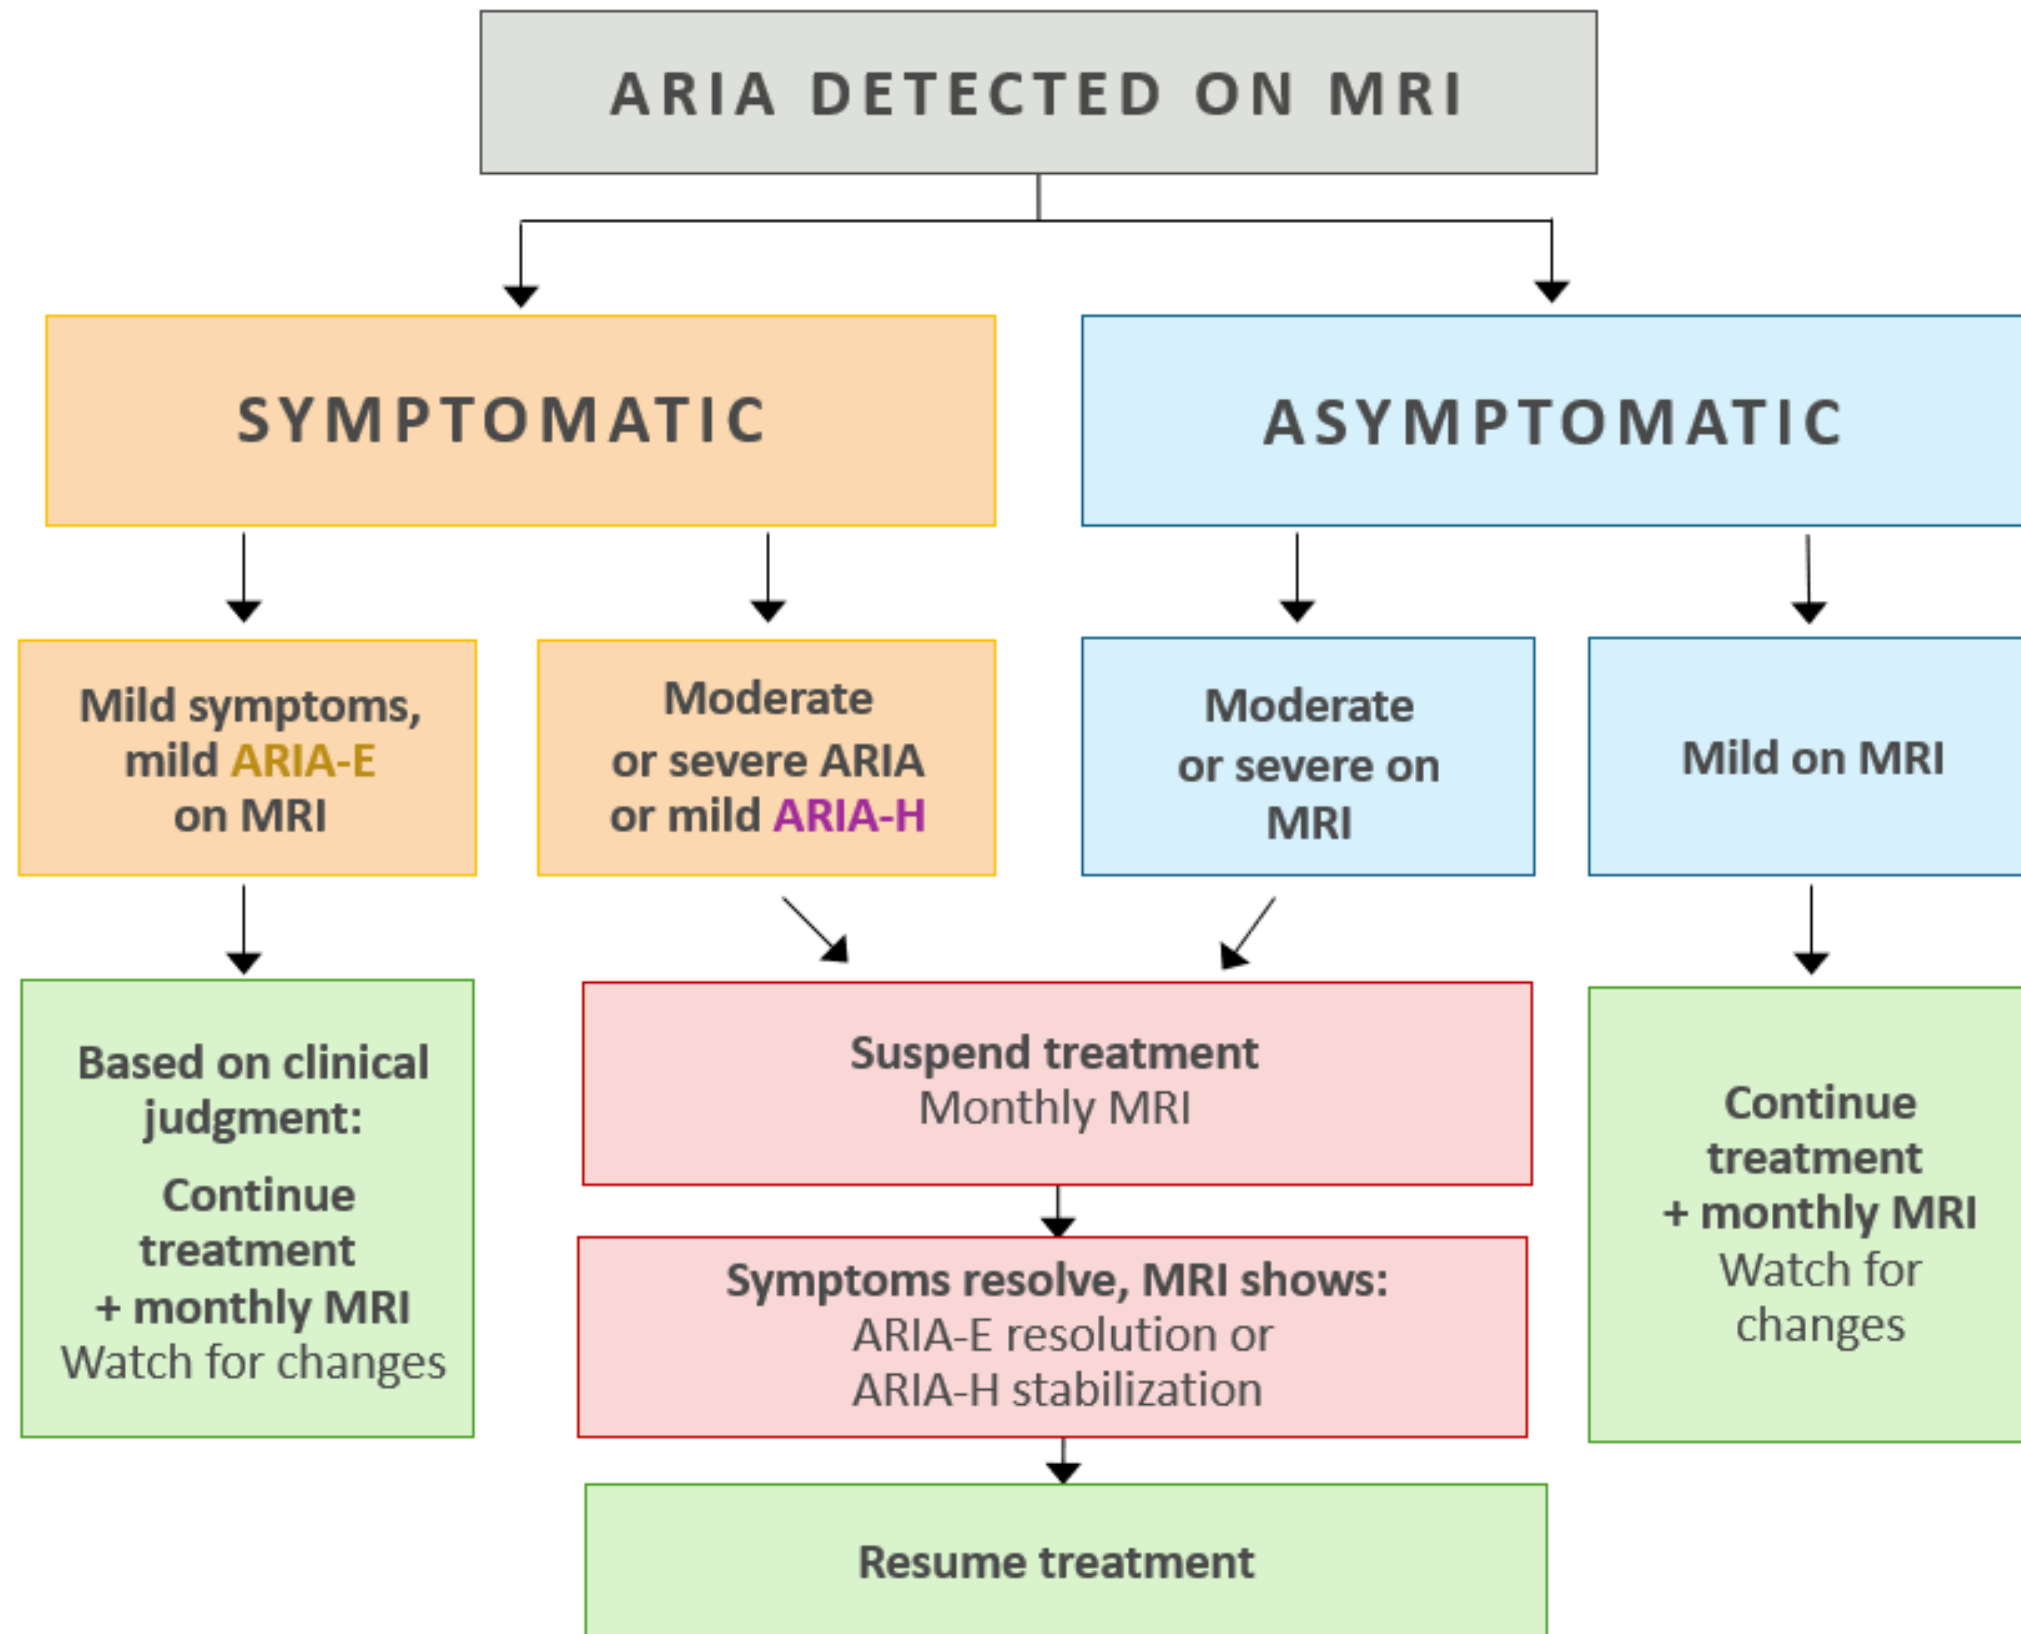 ARIA DETECTED ON MRI
SYMPTOMATIC
ASYMPTOMATIC
Mild symptoms,
mild ARIA-E
on MRI
Moderate
or severe ARIA
or mild ARIA-H
Moderate
or severe on
MRI
Mild on MRI
Based on clinical
judgment:
Continue
treatment
+ monthly MRI
Watch for changes
Suspend treatment
Monthly MRI
Symptoms resolve, MRI shows:
ARIA-E resolution or
ARIA-H stabilization
Resume treatment
Continue
treatment
+ monthly MRI
Watch for
changes